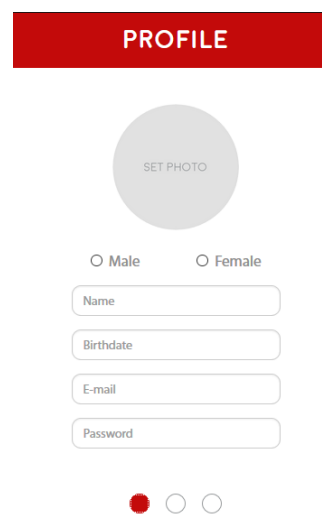 PROFILE
SET PHOTO
Male Female
Name
Birthdate
E-mail
Password